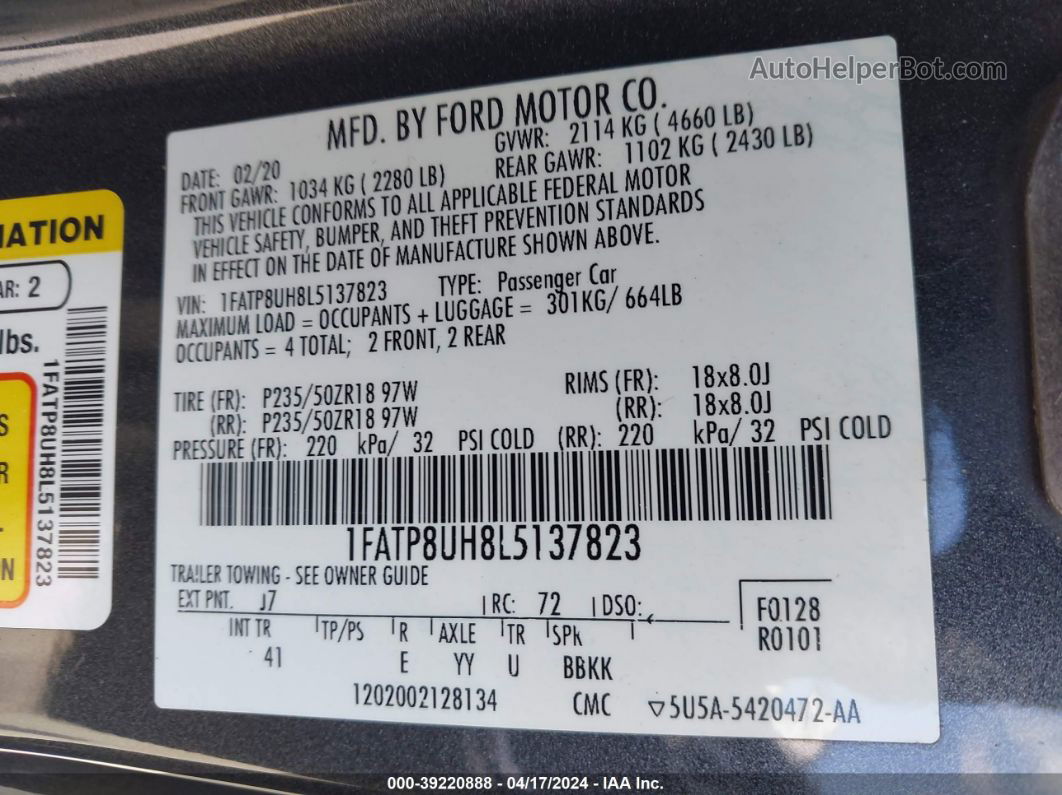 AutoHelperBot.com
MFD. BY FORD MOTOR CO.
DATE: 02/20 GVWR: 2114 KG ( 4660 LB)
FRONT GAWR: 1034 KG ( 2280 LB) REAR GAWR: 1102 KG ( 2430 LB)
THIS VEHICLE CONFORMS TO ALL APPLICABLE FEDERAL MOTOR
VEHICLE SAFETY, BUMPER, AND THEFT PREVENTION STANDARDS
IN EFFECT ON THE DATE OF MANUFACTURE SHOWN ABOVE.
VIN: 1FATP8UH8L5137823 TYPE: Passenger Car
MAXIMUM LOAD = OCCUPANTS + LUGGAGE = 301KG/ 664LB
OCCUPANTS = 4 TOTAL; 2 FRONT, 2 REAR
TIRE (FR): P235/50ZR18 97W RIMS (FR): 18x8.0J
(RR): P235/50ZR18 97W (RR): 18x8.0J
PRESSURE (FR): 220 kPa/ 32 PSI COLD (RR): 220 kPa/ 32 PSI COLD
1FATP8UH8L5137823
TRAILER TOWING - SEE OWNER GUIDE
EXT PNT. J7 RC: 72 DSO:
F0128
R0101
INT TR TP/PS R AXLE TR SPR
41 E YY U BBKK
1202002128134 CMC 5U5A-5420472-AA
: 2
lbs.
1FATP8UH8L5137823
000-39220888 - 04/17/2024 - IAA Inc.